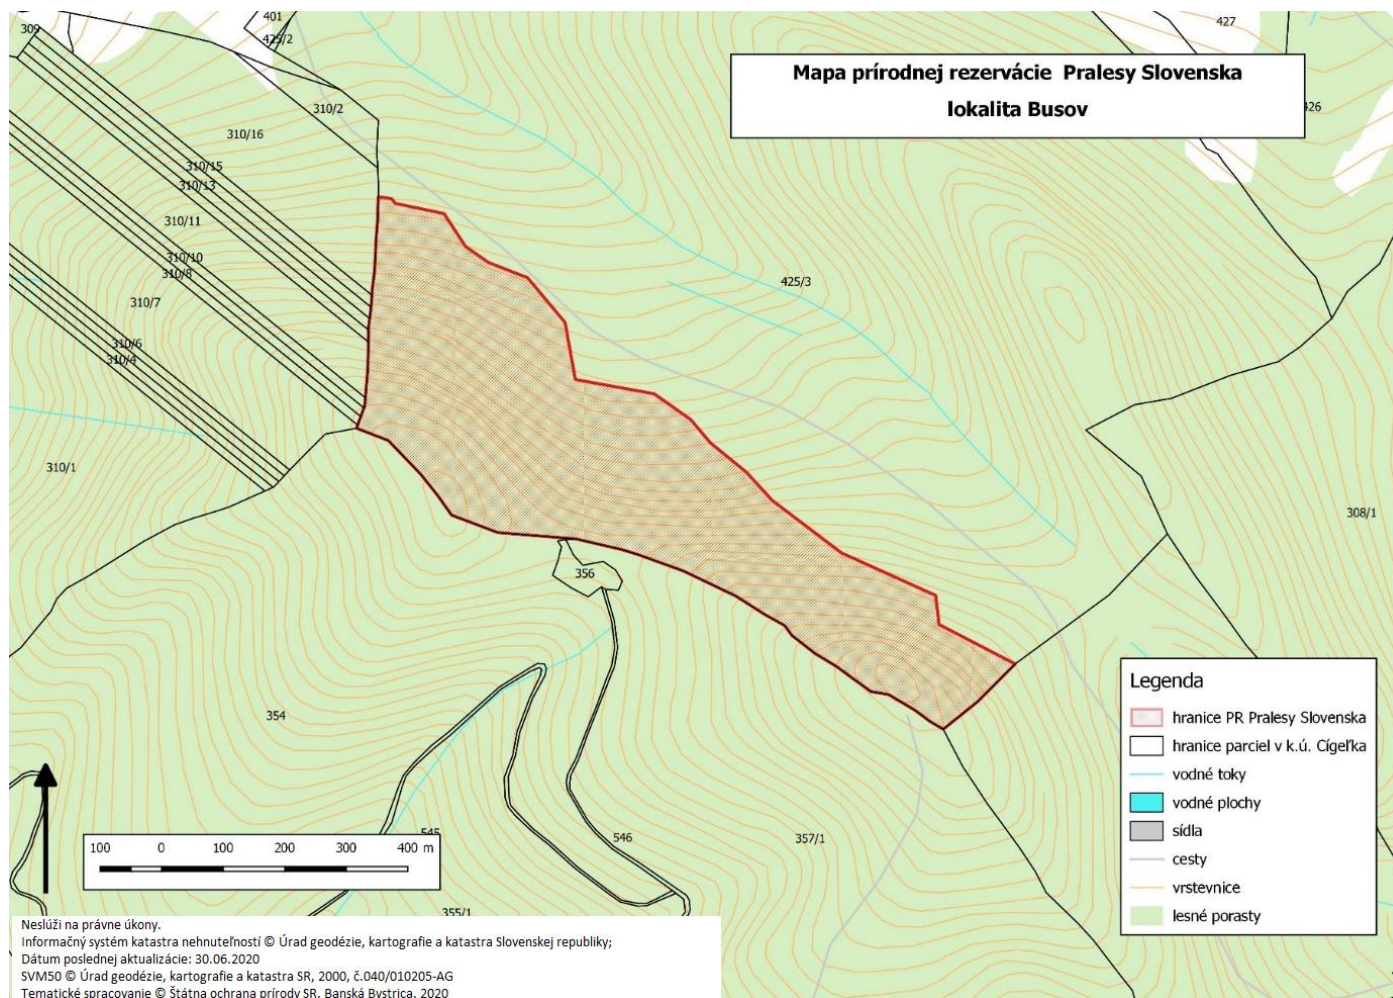 309
401
425/2
427
Mapa prírodnej rezervácie Pralesy Slovenska
lokalita Busov
426
310/2
310/16
310/15
310/13
310/11
310/10
310/8
310/7
310/6
310/4
425/3
310/1
308/1
356
354
545
546
357/1
355/1
Legenda
hranice PR Pralesy Slovenska
hranice parciel v k.ú. Cígeľka
vodné toky
vodné plochy
sídla
cesty
vrstevnice
lesné porasty
100 0 100 200 300 400 m
Neslúži na právne úkony.
Informačný systém katastra nehnuteľností © Úrad geodézie, kartografie a katastra Slovenskej republiky;
Dátum poslednej aktualizácie: 30.06.2020
SVM50 © Úrad geodézie, kartografie a katastra SR, 2000, č.040/010205-AG
Tematické spracovanie © Štátna ochrana prírody SR, Banská Bystrica, 2020